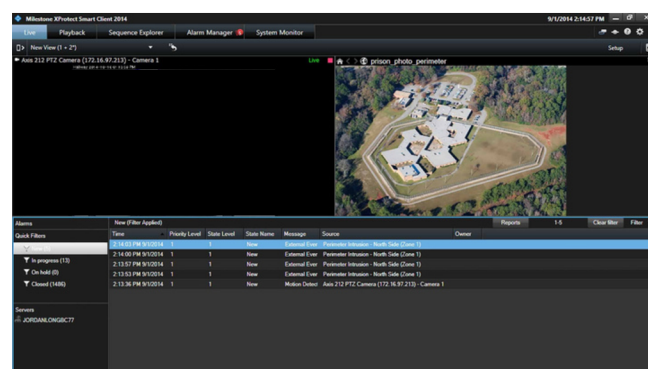 Milestone XProtect Smart Client 2014 9/1/2014 2:14:57 PM
Live Playback Sequence Explorer Alarm Manager 6 System Monitor
New View (1 + 2*) Setup
Axis 212 PTZ Camera (172.16.97.213) - Camera 1 Live prison_photo_perimeter
Alarms New (Filter Applied) Reports 1-5 Clear filter Filter
Quick Filters Time Priority Level State Level State Name Message Source Owner
2:14:03 PM 9/1/2014 1 1 New External Ever Perimeter Intrusion - North Side (Zone 1)
2:14:00 PM 9/1/2014 1 1 New External Ever Perimeter Intrusion - North Side (Zone 1)
In progress (13) 2:13:57 PM 9/1/2014 1 1 New External Ever Perimeter Intrusion - North Side (Zone 1)
On hold (0) 2:13:53 PM 9/1/2014 1 1 New External Ever Perimeter Intrusion - North Side (Zone 1)
Closed (1486) 2:13:36 PM 9/1/2014 1 1 New Motion Detect Axis 212 PTZ Camera (172.16.97.213) - Camera 1
Servers
JORDANLONGBC77